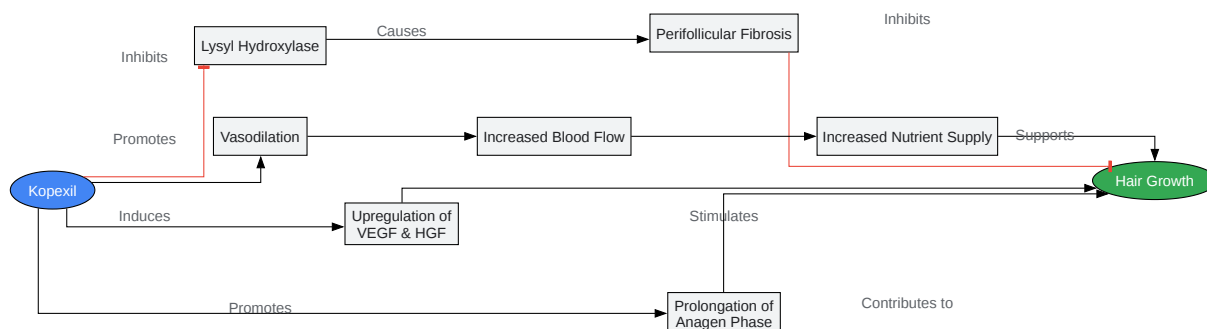 Inhibits
Causes
Lysyl Hydroxylase
Perifollicular Fibrosis
Inhibits
Promotes
Vasodilation
Increased Blood Flow
Increased Nutrient Supply
Supports
Kopexil
Hair Growth
Induces
Upregulation of
VEGF & HGF
Stimulates
Promotes
Prolongation of
Anagen Phase
Contributes to